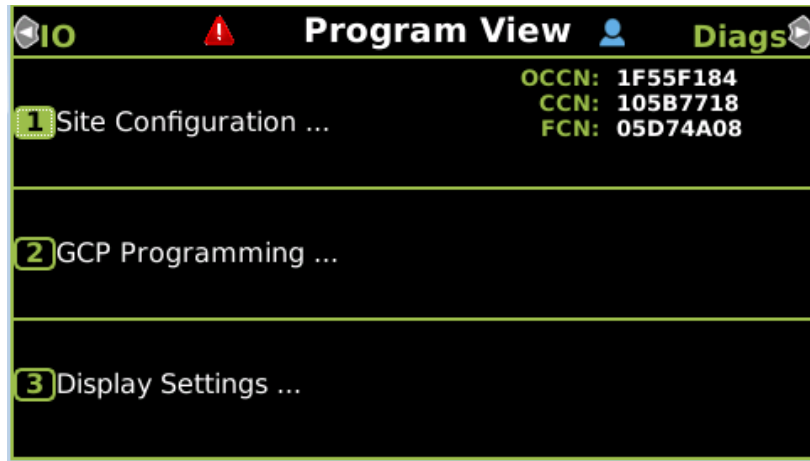 IO Program View Diags
OCCN: 1F55F184
CCN: 105B7718
FCN: 05D74A08
1 Site Configuration ...
2 GCP Programming ...
3 Display Settings ...